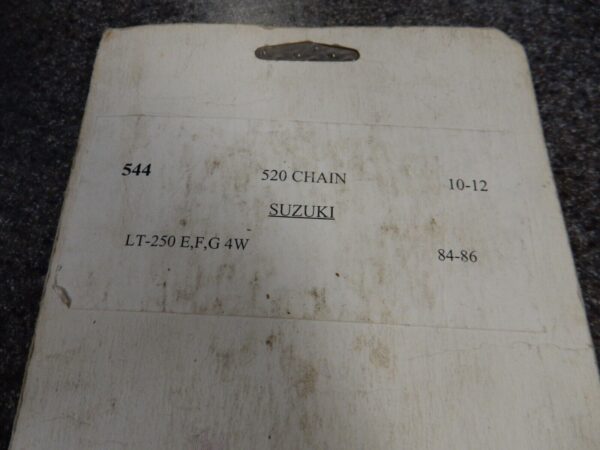 544 520 CHAIN 10-12
SUZUKI
LT-250 E,F,G 4W 84-86